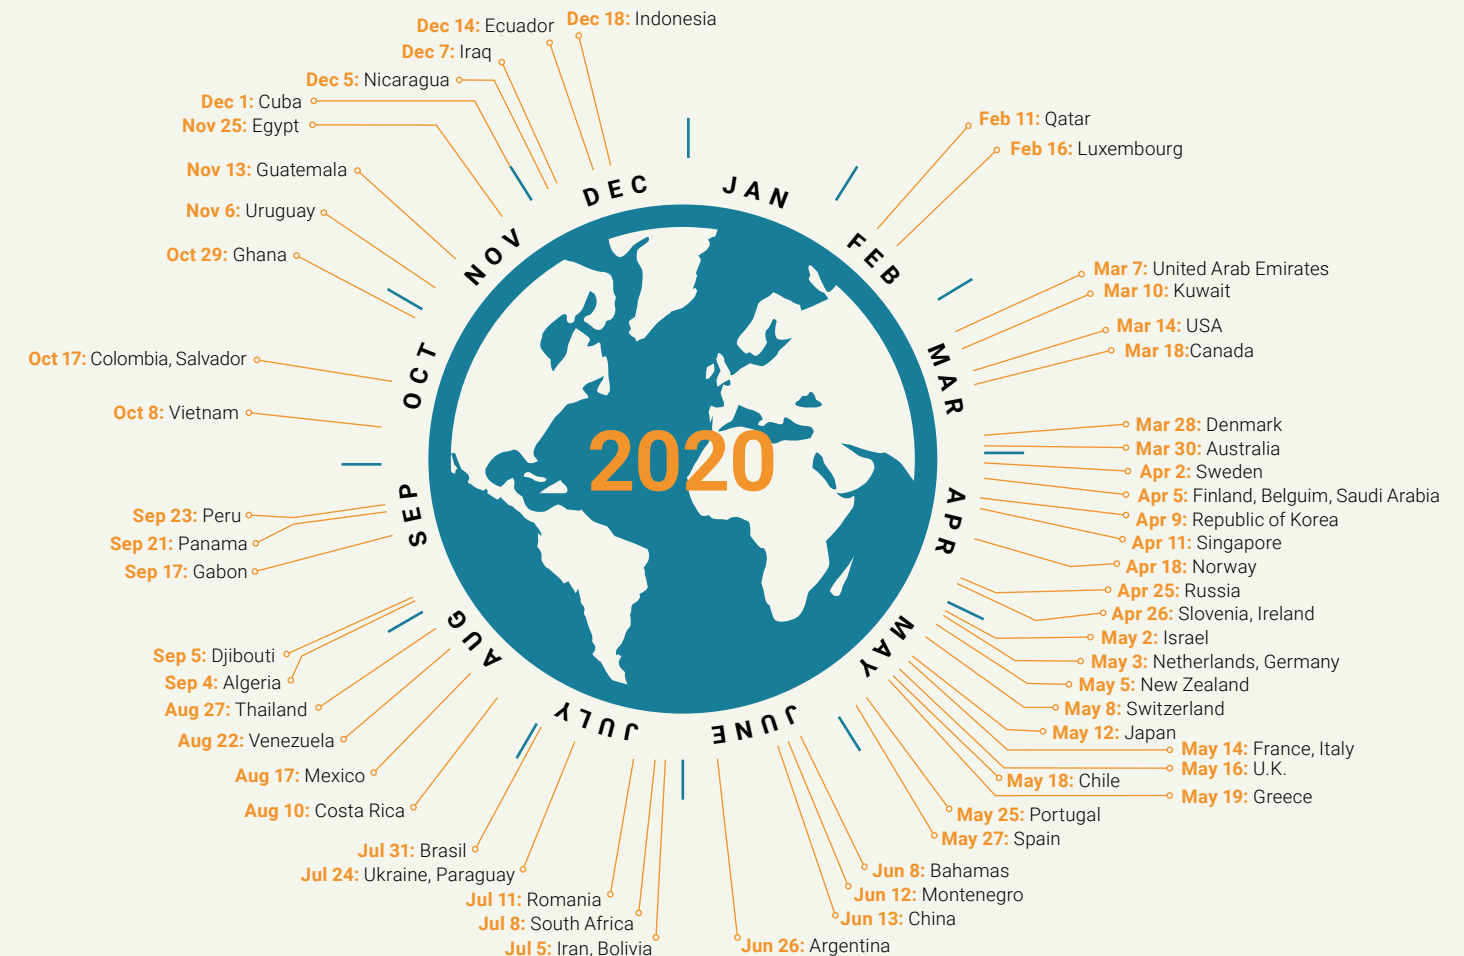 JAN
Feb 11: Qatar
Feb 16: Luxembourg
FEB
Mar 7: United Arab Emirates
Mar 10: Kuwait
Mar 14: USA
Mar 18:Canada
MAR
Mar 28: Denmark
Mar 30: Australia
Apr 2: Sweden
Apr 5: Finland, Belguim, Saudi Arabia
Apr 9: Republic of Korea
Apr 11: Singapore
APR
Apr 18: Norway
Apr 25: Russia
Apr 26: Slovenia, Ireland
May 2: Israel
May 3: Netherlands, Germany
May 5: New Zealand
May 8: Switzerland
MAY
May 12: Japan
May 14: France, Italy
May 16: U.K.
May 18: Chile
May 19: Greece
May 25: Portugal
May 27: Spain
Jun 8: Bahamas
Jun 12: Montenegro
Jun 13: China
JUNE
Jun 26: Argentina
Jul 5: Iran, Bolivia
Jul 8: South Africa
Jul 11: Romania
JULY
Jul 24: Ukraine, Paraguay
Jul 31: Brasil
Aug 10: Costa Rica
Aug 17: Mexico
AUG
Aug 22: Venezuela
Aug 27: Thailand
Sep 4: Algeria
Sep 5: Djibouti
Sep 17: Gabon
SEP
Sep 21: Panama
Sep 23: Peru
Oct 8: Vietnam
OCT
Oct 17: Colombia, Salvador
Oct 29: Ghana
Nov 6: Uruguay
NOV
Nov 13: Guatemala
Nov 25: Egypt
Dec 1: Cuba
Dec 5: Nicaragua
Dec 7: Iraq
Dec 14: Ecuador
Dec 18: Indonesia
DEC
2020